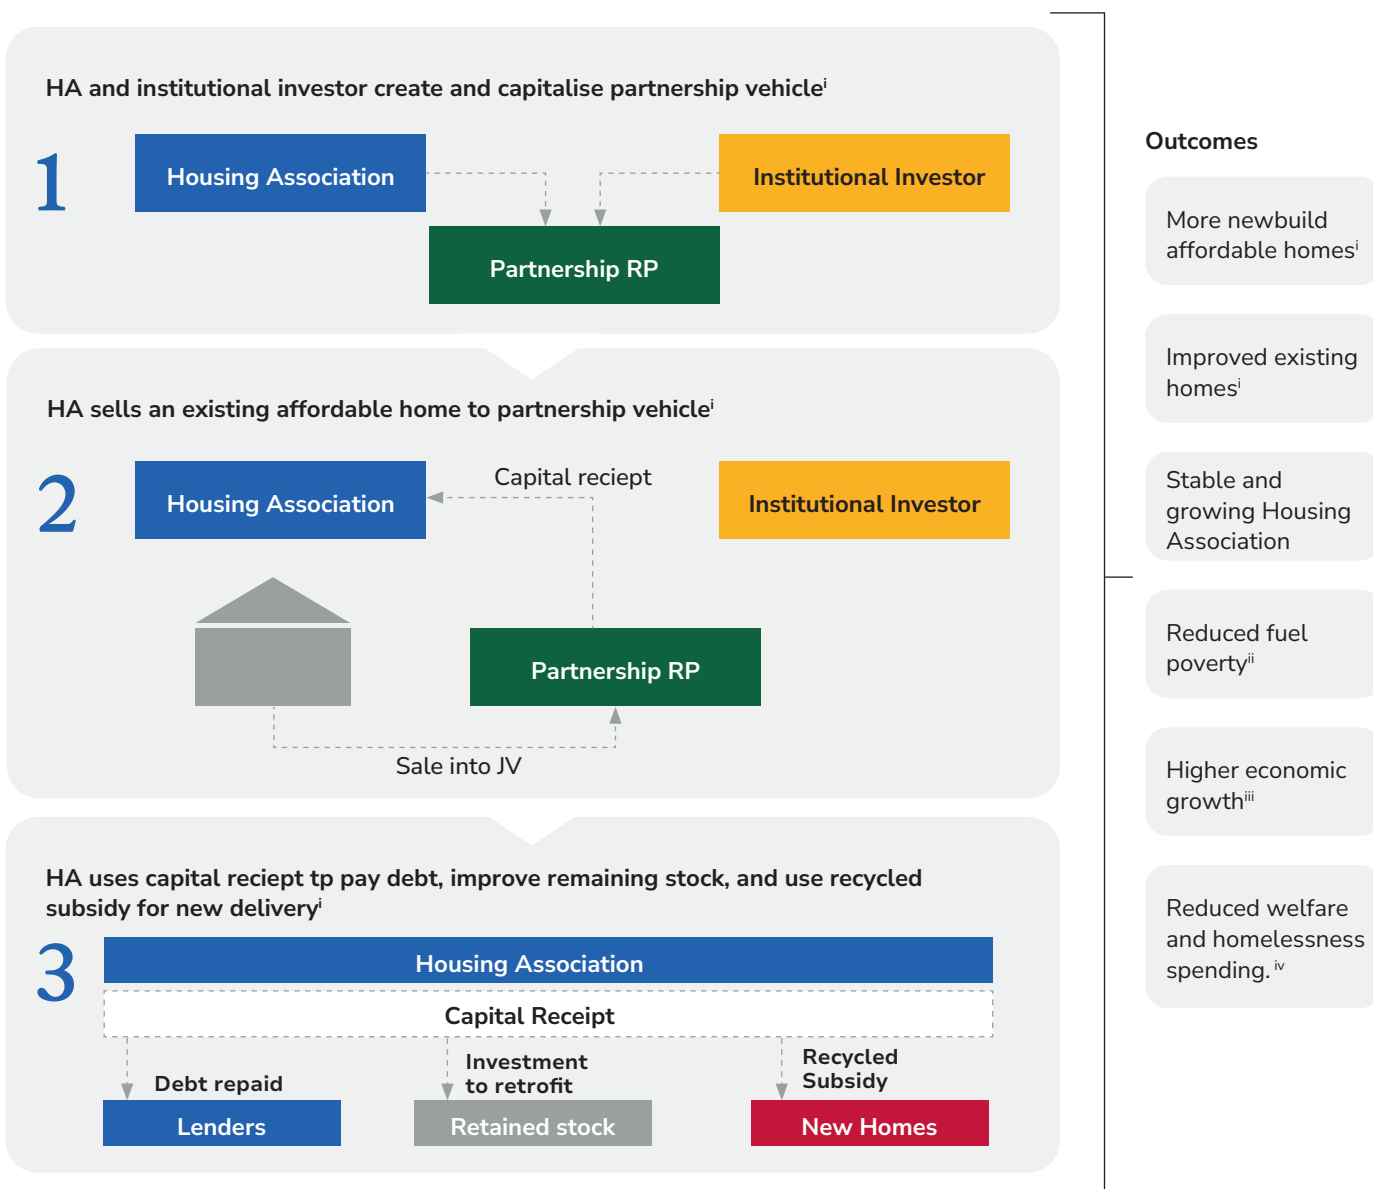 HA and institutional investor create and capitalise partnership vehicleⁱ
1
Housing Association
Institutional Investor
Partnership RP
HA sells an existing affordable home to partnership vehicleⁱ
2
Housing Association
Capital reciept
Institutional Investor
Partnership RP
Sale into JV
HA uses capital reciept tp pay debt, improve remaining stock, and use recycled
subsidy for new deliveryⁱ
3
Housing Association
Capital Receipt
Debt repaid
Investment
to retrofit
Recycled
Subsidy
Lenders
Retained stock
New Homes
Outcomes
More newbuild
affordable homesⁱ
Improved existing
homesⁱ
Stable and
growing Housing
Association
Reduced fuel
povertyⁱⁱ
Higher economic
growthⁱⁱⁱ
Reduced welfare
and homelessness
spending. ⁱᵛ